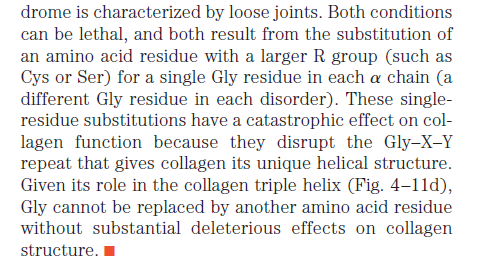 drome is characterized by loose joints. Both conditions
can be lethal, and both result from the substitution of
an amino acid residue with a larger R group (such as
Cys or Ser) for a single Gly residue in each α chain (a
different Gly residue in each disorder). These single-
residue substitutions have a catastrophic effect on col-
lagen function because they disrupt the Gly–X–Y
repeat that gives collagen its unique helical structure.
Given its role in the collagen triple helix (Fig. 4–11d),
Gly cannot be replaced by another amino acid residue
without substantial deleterious effects on collagen
structure. ■